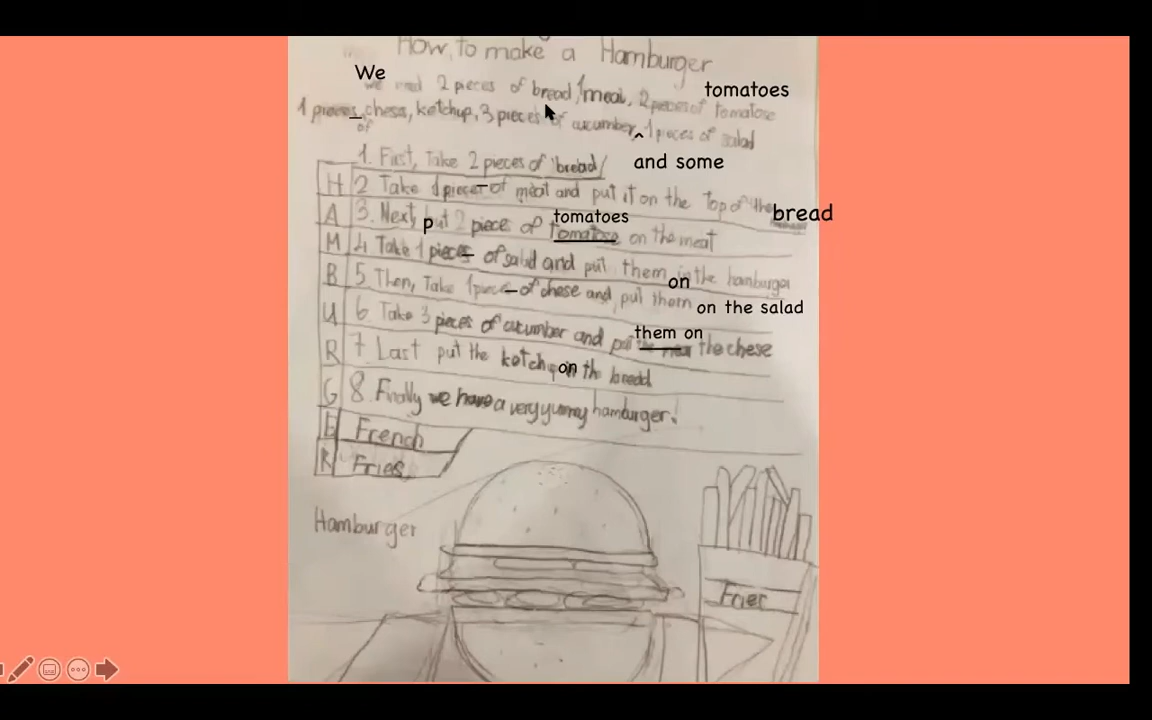 How to make a Hamburger
We
we need 2 pieces of bread, 1 meat, 2 pieces of tomatose
tomatoes
1 pieces of chess, ketchup, 3 pieces of cucumber, 1 pieces of salad
and some
1. First, Take 2 pieces of bread
H 2 Take 1 piece of meat and put it on the Top of the
bread
A 3. Next, put 2 piece of tomatose on the meat
tomatoes
M 4 Take 1 pieces of salad and put them in the hamburger
on
B 5. Then, Take 1 piece of chese and put them
on the salad
U 6. Take 3 pieces of cucumber and put the chese
them on
R 7 Last put the ketchup on the bread
G 8. Finally we have a very yummy hamburger!
E French
R Fries
Hamburger
Frier